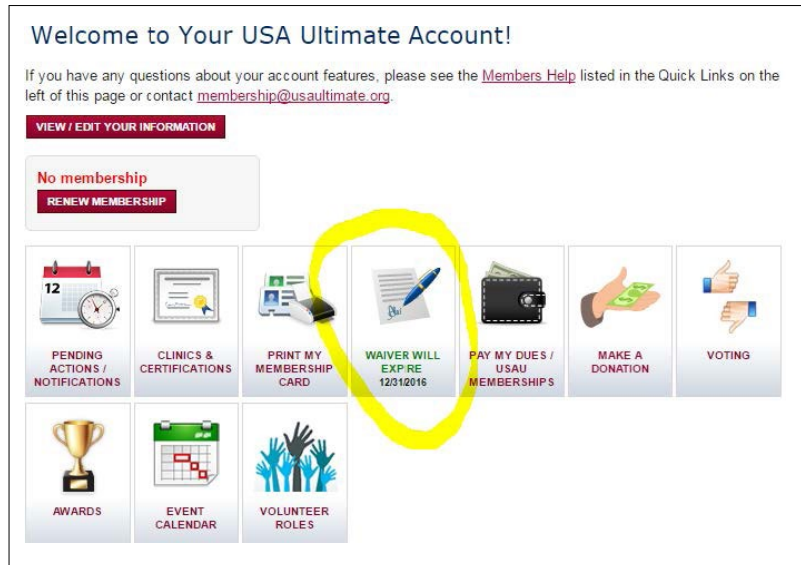 Welcome to Your USA Ultimate Account!
If you have any questions about your account features, please see the Members Help listed in the Quick Links on the
left of this page or contact membership@usaultimate.org.
VIEW / EDIT YOUR INFORMATION
No membership
RENEW MEMBERSHIP
12
PENDING
ACTIONS /
NOTIFICATIONS
CLINICS &
CERTIFICATIONS
PRINT MY
MEMBERSHIP
CARD
WAIVER WILL
EXPIRE
12/31/2016
PAY MY DUES /
USAU
MEMBERSHIPS
MAKE A
DONATION
VOTING
AWARDS
EVENT
CALENDAR
VOLUNTEER
ROLES